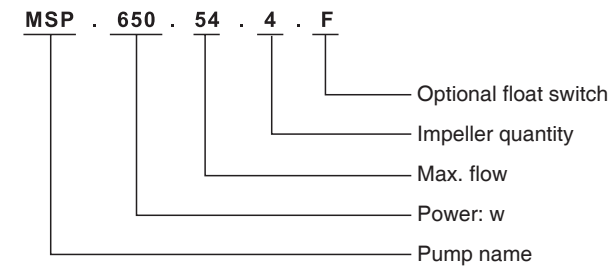 MSP . 650 . 54 . 4 . F
Optional float switch
Impeller quantity
Max. flow
Power: w
Pump name